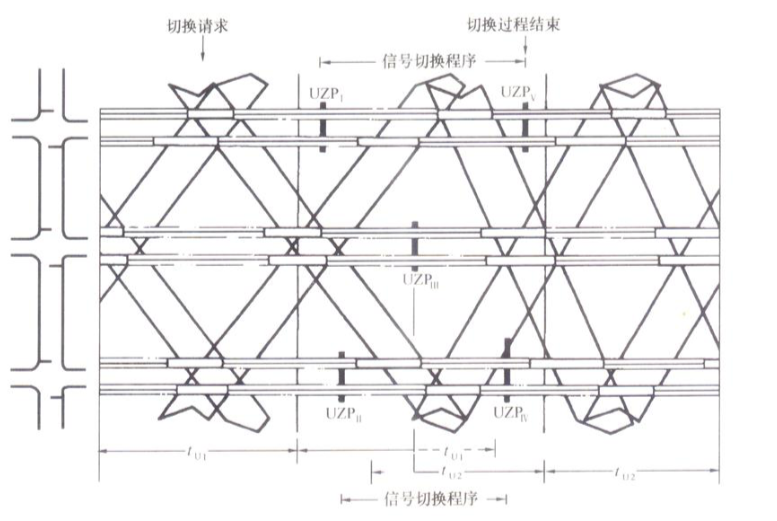 切换请求
切换过程结束
信号切换程序
UZP_I
UZP_V
UZP_III
UZP_II
UZP_IV
t_U1
t_U1
t_U2
t_U2
信号切换程序